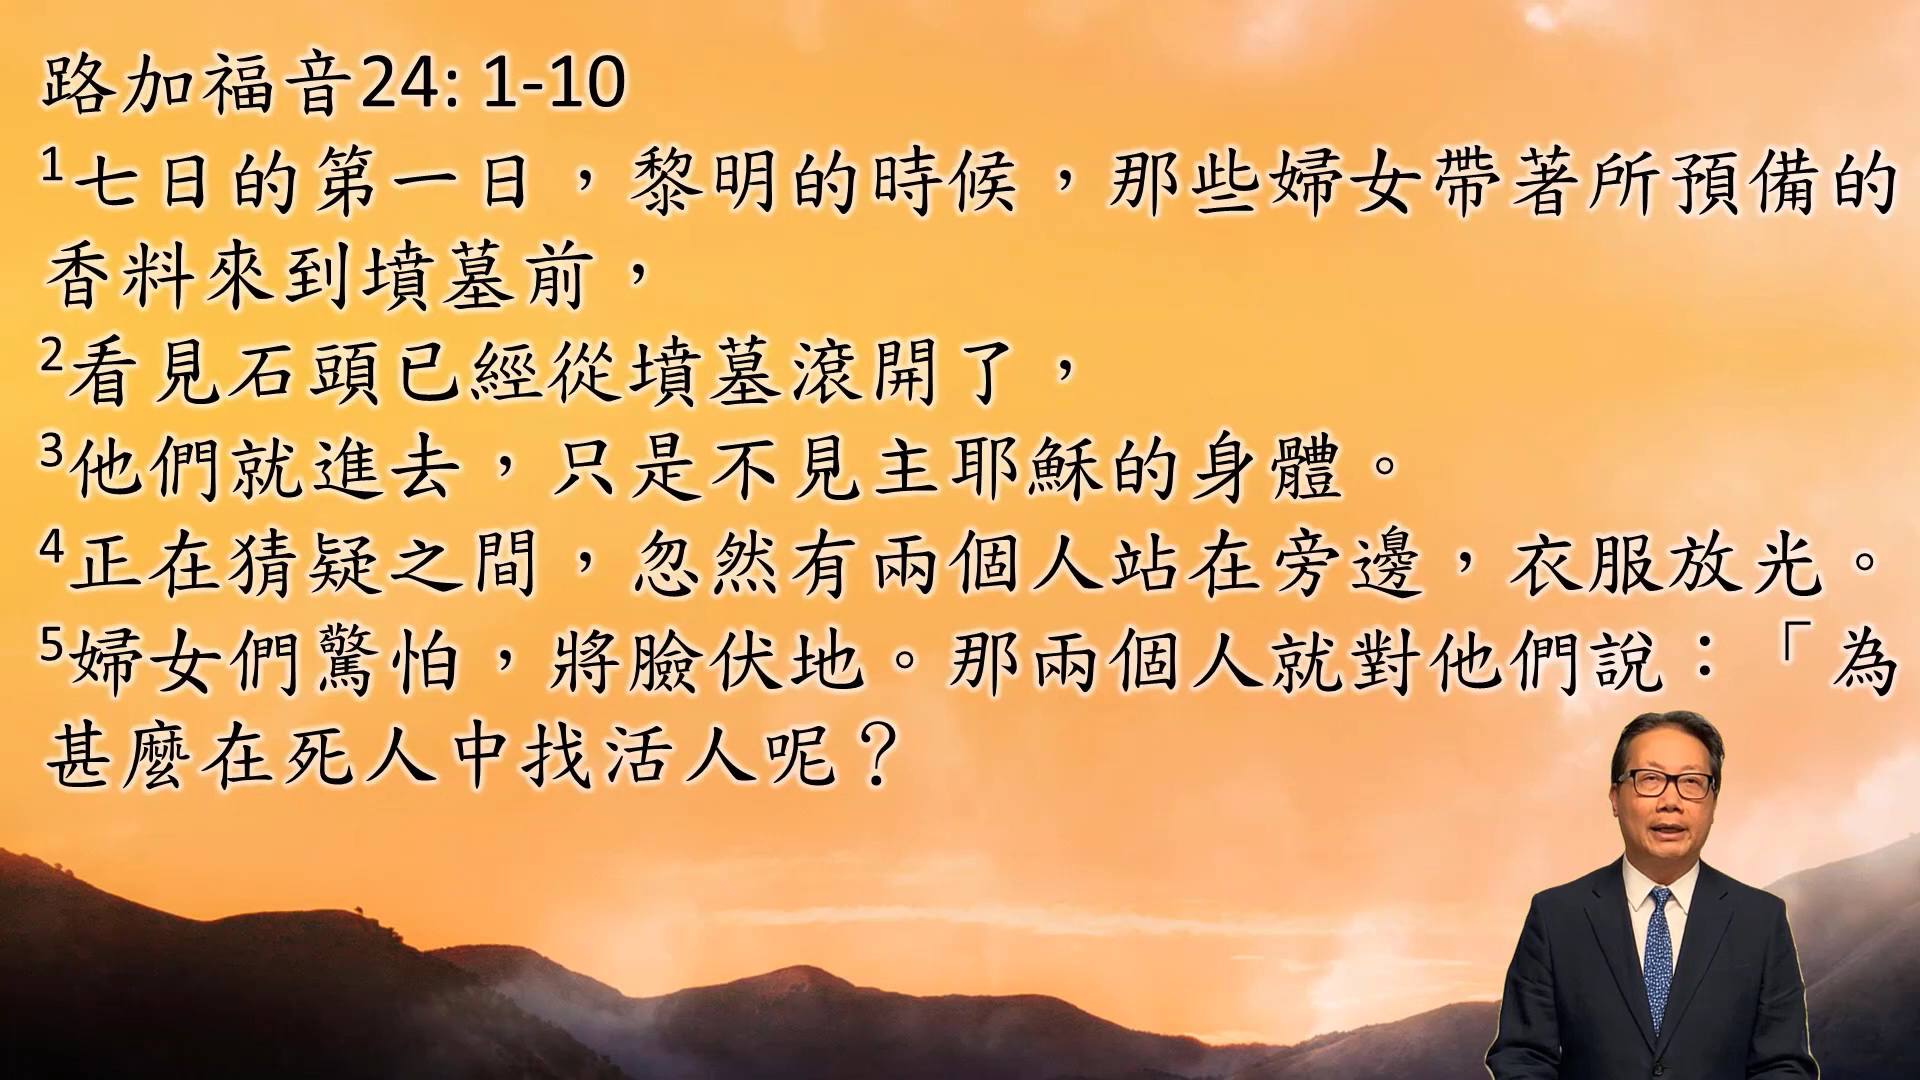 路加福音24: 1-10
1七日的第一日，黎明的時候，那些婦女帶著所預備的
香料來到墳墓前，
2看見石頭已經從墳墓滾開了，
3他們就進去，只是不見主耶穌的身體。
4正在猜疑之間，忽然有兩個人站在旁邊，衣服放光。
5婦女們驚怕，將臉伏地。那兩個人就對他們說：「為
甚麼在死人中找活人呢？